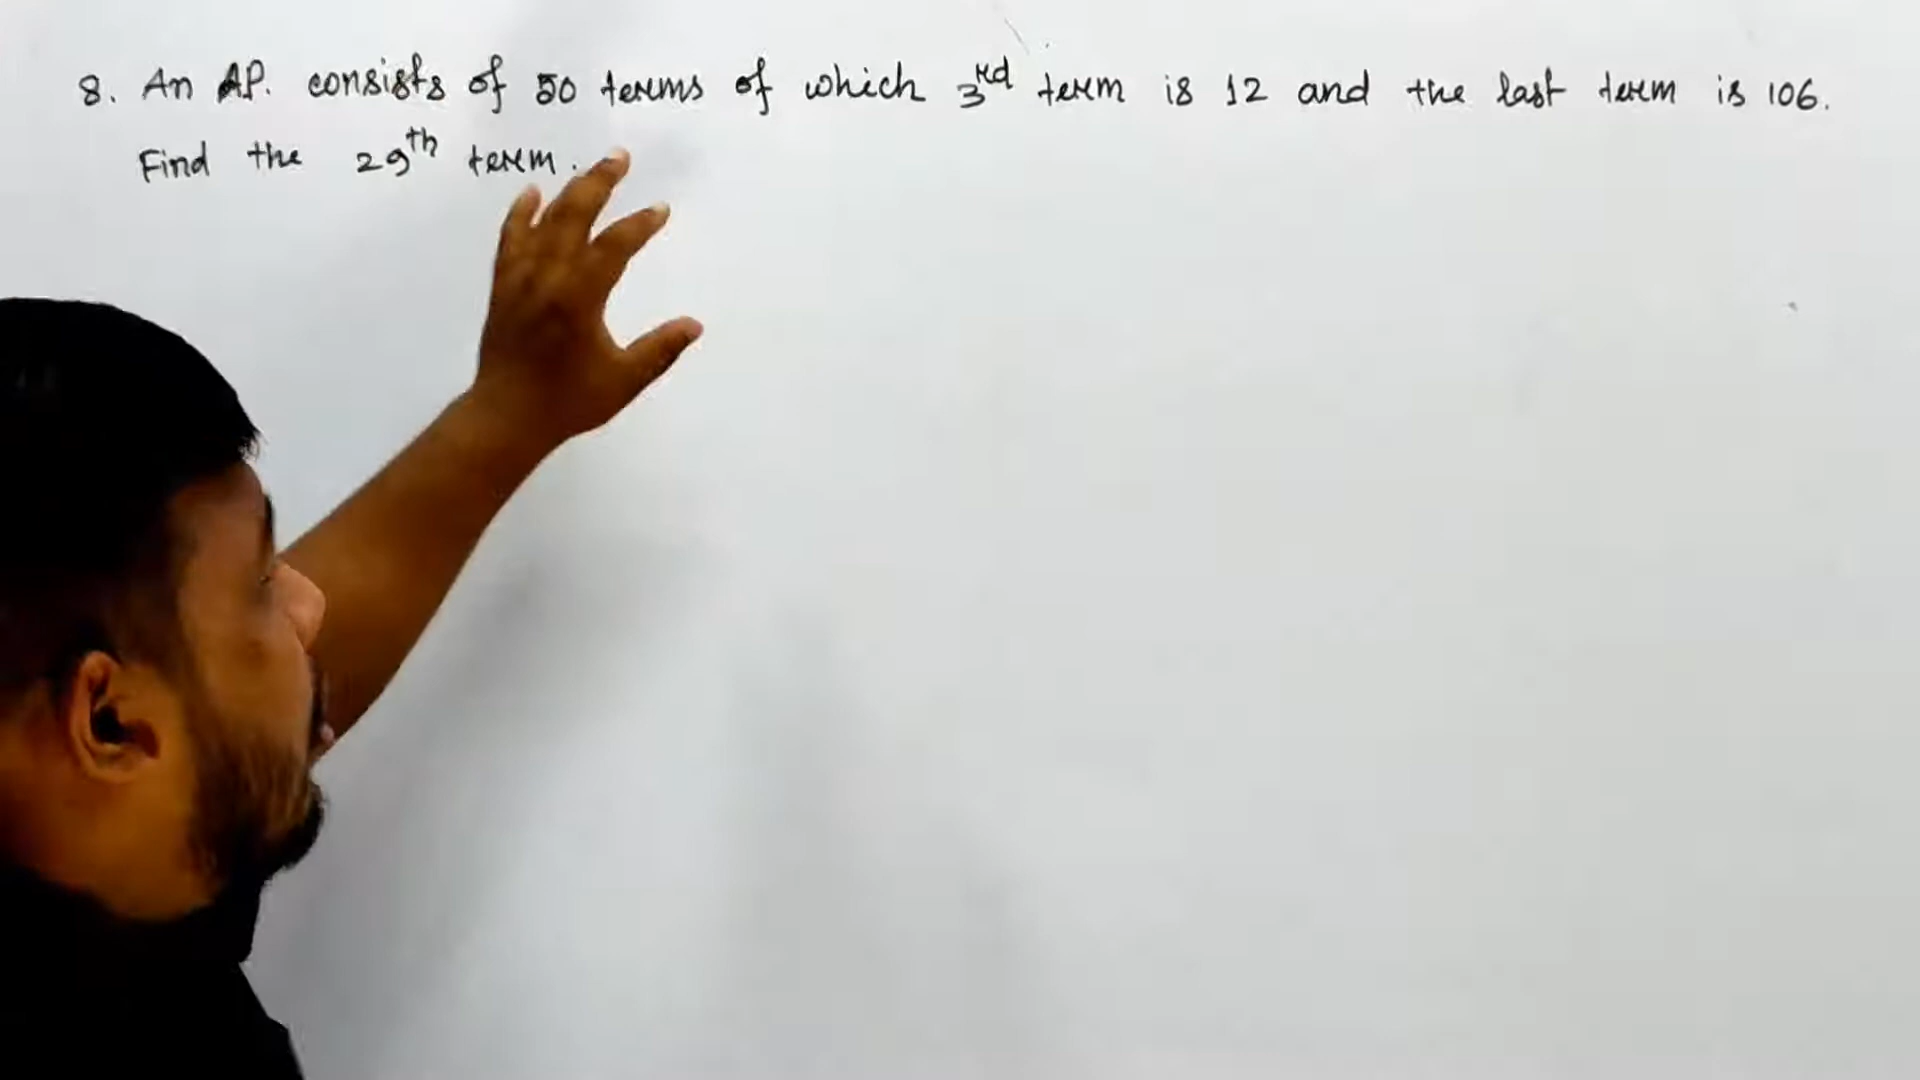 8. An AP. consists of 50 terms of which 3rd term is 12 and the last term is 106.
Find the 29th term.